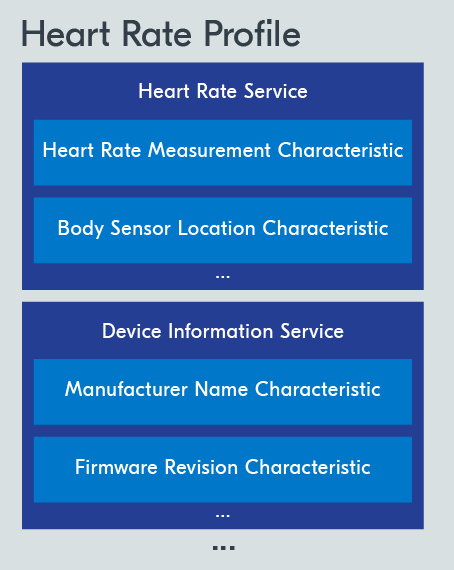 Heart Rate Profile
Heart Rate Service
Heart Rate Measurement Characteristic
Body Sensor Location Characteristic
...
Device Information Service
Manufacturer Name Characteristic
Firmware Revision Characteristic
...
...